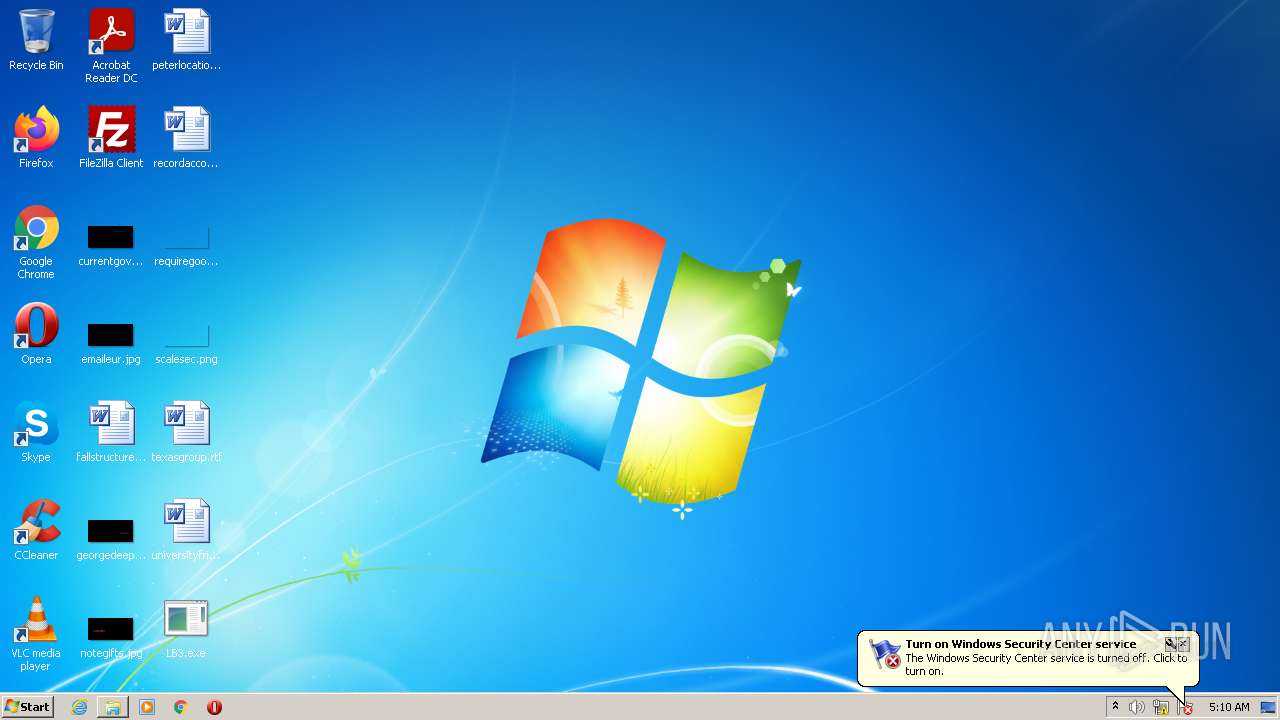 Recycle Bin
Acrobat Reader DC
peterlocatio...
Firefox
FileZilla Client
recordacco...
Google Chrome
currentgov...
requiregoo...
Opera
emaileur.jpg
scalesec.png
Skype
fallstructure...
texasgroup.rtf
CCleaner
georgedeep...
universityfri...
VLC media player
notegifts.jpg
LB3.exe
ANY RUN
Turn on Windows Security Center service
The Windows Security Center service is turned off. Click to
turn on.
Start
5:10 AM